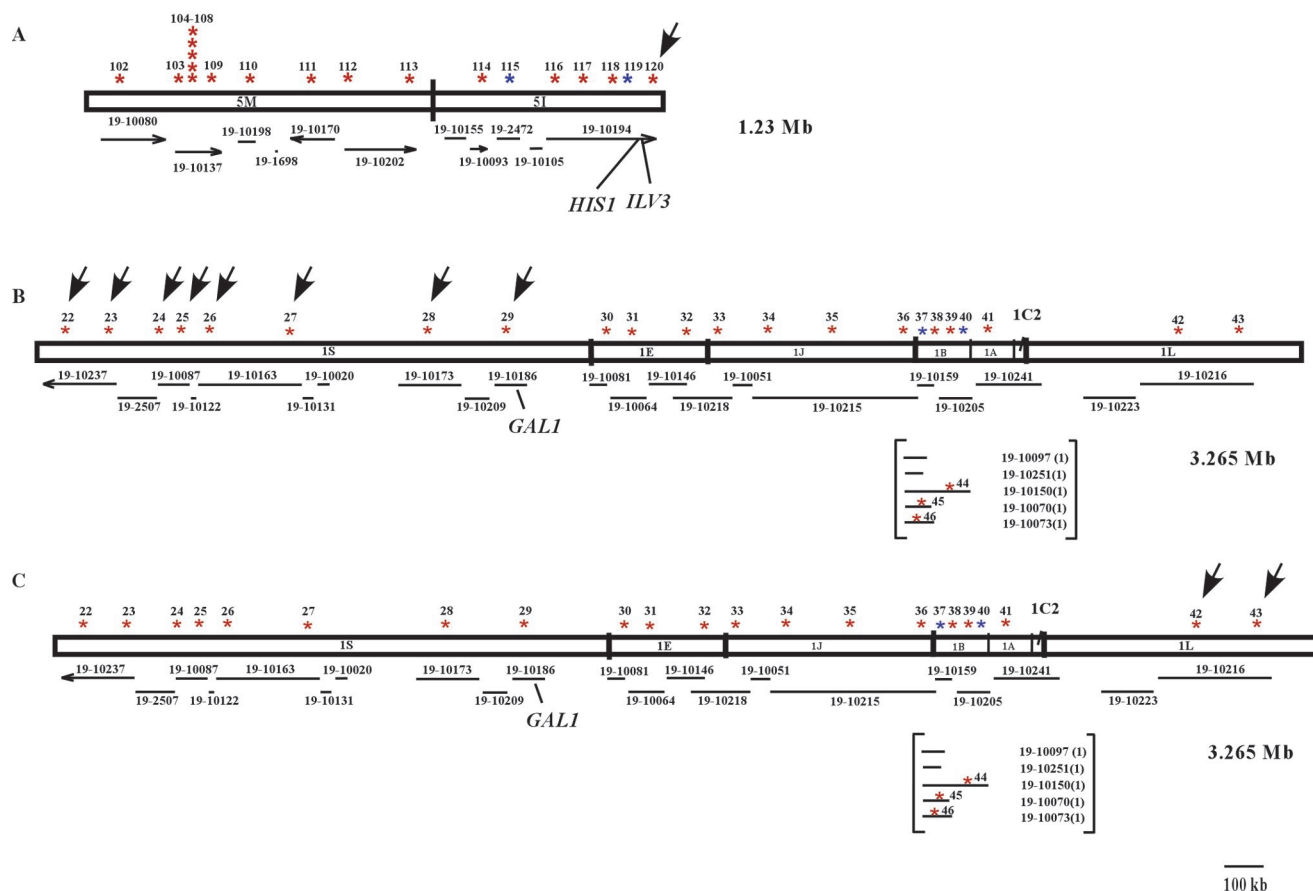 A
104-108
102 103 109 110 111 112 113 114 115 116 117 118 119 120
5M 5I
1.23 Mb
19-10080 19-10198 19-10170 19-10155 19-2472 19-10194
19-10137 19-1698 19-10202 19-10093 19-10105
HIS1 ILV3
B
22 23 24 25 26 27 28 29 30 31 32 33 34 35 36 37 38 39 40 41 1C2 42 43
1S 1E 1J 1B 1A 1L
19-10237 19-10087 19-10163 19-10020 19-10173 19-10186 19-10081 19-10146 19-10051 19-10159 19-10241 19-10216
19-2507 19-10122 19-10131 19-10209 19-10064 19-10218 19-10215 19-10205 19-10223
GAL1
19-10097 (1)
19-10251(1)
44 19-10150(1)
45 19-10070(1)
46 19-10073(1)
3.265 Mb
C
22 23 24 25 26 27 28 29 30 31 32 33 34 35 36 37 38 39 40 41 1C2 42 43
1S 1E 1J 1B 1A 1L
19-10237 19-10087 19-10163 19-10020 19-10173 19-10186 19-10081 19-10146 19-10051 19-10159 19-10241 19-10216
19-2507 19-10122 19-10131 19-10209 19-10064 19-10218 19-10215 19-10205 19-10223
GAL1
19-10097 (1)
19-10251(1)
44 19-10150(1)
45 19-10070(1)
46 19-10073(1)
3.265 Mb
100 kb